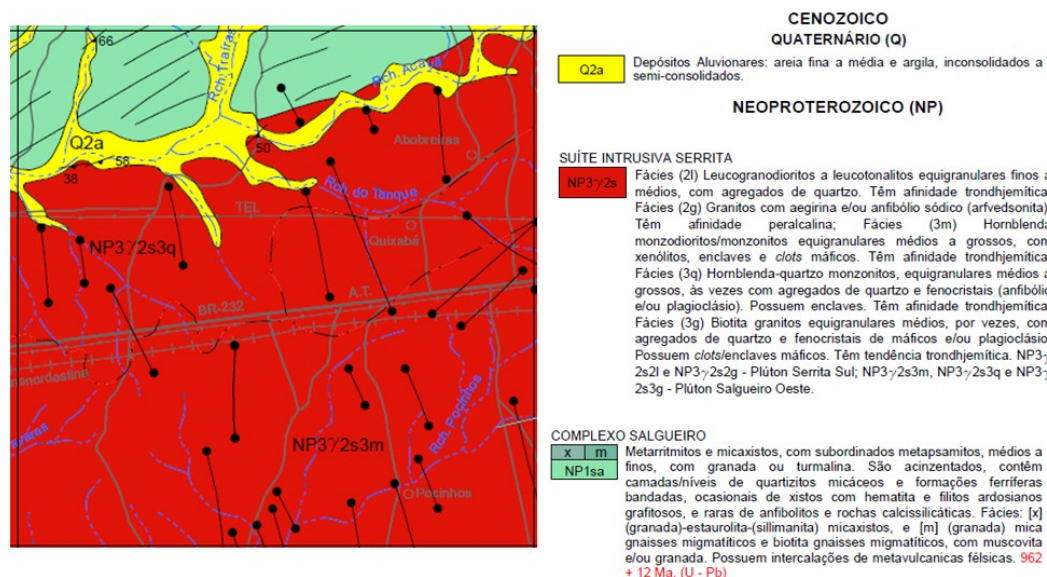 66
Rch. Traíras
Rch. Acauã
Q2a
50
Abobreiras
58
38
Rch. do Tanque
TEL
Quixabá
NP3γ2s3q
A.T.
BR-232
ansnordestina
NP3γ2s3m
Rch. Pocinhos
Pocinhos
CENOZOICO
QUATERNÁRIO (Q)
Q2a
Depósitos Aluvionares: areia fina a média e argila, inconsolidados a
semi-consolidados.
NEOPROTEROZOICO (NP)
SUÍTE INTRUSIVA SERRITA
NP3γ2s
Fácies (2l) Leucogranodioritos a leucotonalitos equigranulares finos a
médios, com agregados de quartzo. Têm afinidade trondhjemítica
Fácies (2g) Granitos com aegirina e/ou anfibólio sódico (arfvedsonita)
Têm afinidade peralcalina; Fácies (3m) Hornblenda
monzodioritos/monzonitos equigranulares médios a grossos, com
xenólitos, enclaves e clots máficos. Têm afinidade trondhjemítica
Fácies (3q) Hornblenda-quartzo monzonitos, equigranulares médios a
grossos, às vezes com agregados de quartzo e fenocristais (anfibólio
e/ou plagioclásio). Possuem enclaves. Têm afinidade trondhjemítica
Fácies (3g) Biotita granitos equigranulares médios, por vezes, com
agregados de quartzo e fenocristais de máficos e/ou plagioclásio
Possuem clots/enclaves máficos. Têm tendência trondhjemítica. NP3γ
2s2l e NP3γ2s2g - Plúton Serrita Sul; NP3γ2s3m, NP3γ2s3q e NP3γ
2s3g - Plúton Salgueiro Oeste.
COMPLEXO SALGUEIRO
x m
NP1sa
Metarritmitos e micaxistos, com subordinados metapsamitos, médios a
finos, com granada ou turmalina. São acinzentados, contêm
camadas/níveis de quartzitos micáceos e formações ferríferas
bandadas, ocasionais de xistos com hematita e filitos ardosianos
grafitosos, e raras de anfibolitos e rochas calcissilicáticas. Fácies: [x]
(granada)-estaurolita-(sillimanita) micaxistos, e [m] (granada) mica
gnaisses migmatíticos e biotita gnaisses migmatíticos, com muscovita
e/ou granada. Possuem intercalações de metavulcanicas félsicas. 962
+ 12 Ma. (U - Pb)